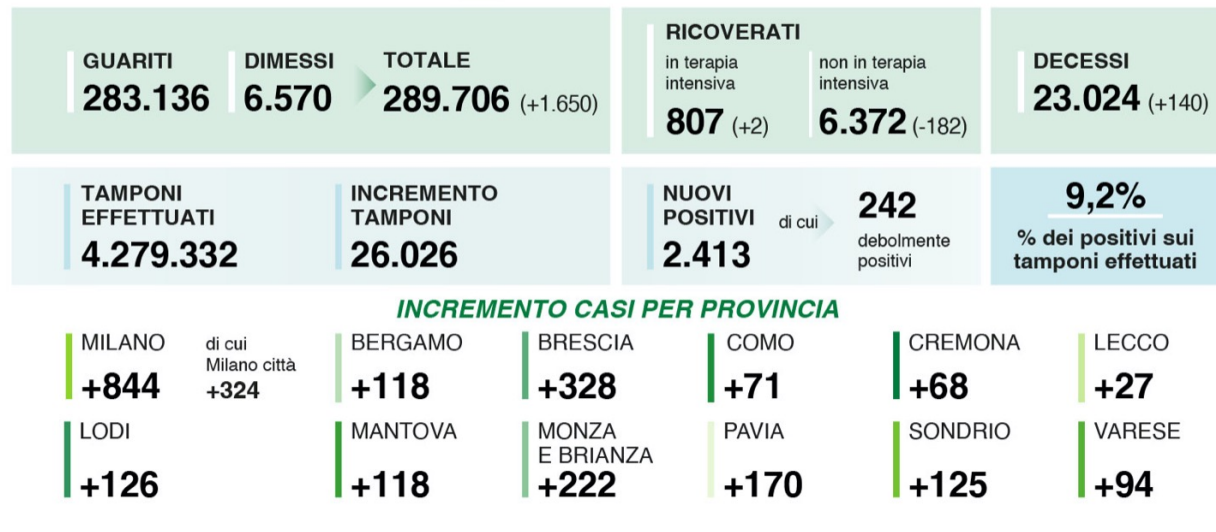 GUARITI
283.136
DIMESSI
6.570
TOTALE
289.706 (+1.650)
RICOVERATI
in terapia
intensiva
807 (+2)
non in terapia
intensiva
6.372 (-182)
DECESSI
23.024 (+140)
TAMPONI
EFFETTUATI
4.279.332
INCREMENTO
TAMPONI
26.026
NUOVI
POSITIVI
2.413
di cui
242
debolmente
positivi
9,2%
% dei positivi sui
tamponi effettuati
INCREMENTO CASI PER PROVINCIA
MILANO
+844
di cui
Milano città
+324
BERGAMO
+118
BRESCIA
+328
COMO
+71
CREMONA
+68
LECCO
+27
LODI
+126
MANTOVA
+118
MONZA
E BRIANZA
+222
PAVIA
+170
SONDRIO
+125
VARESE
+94